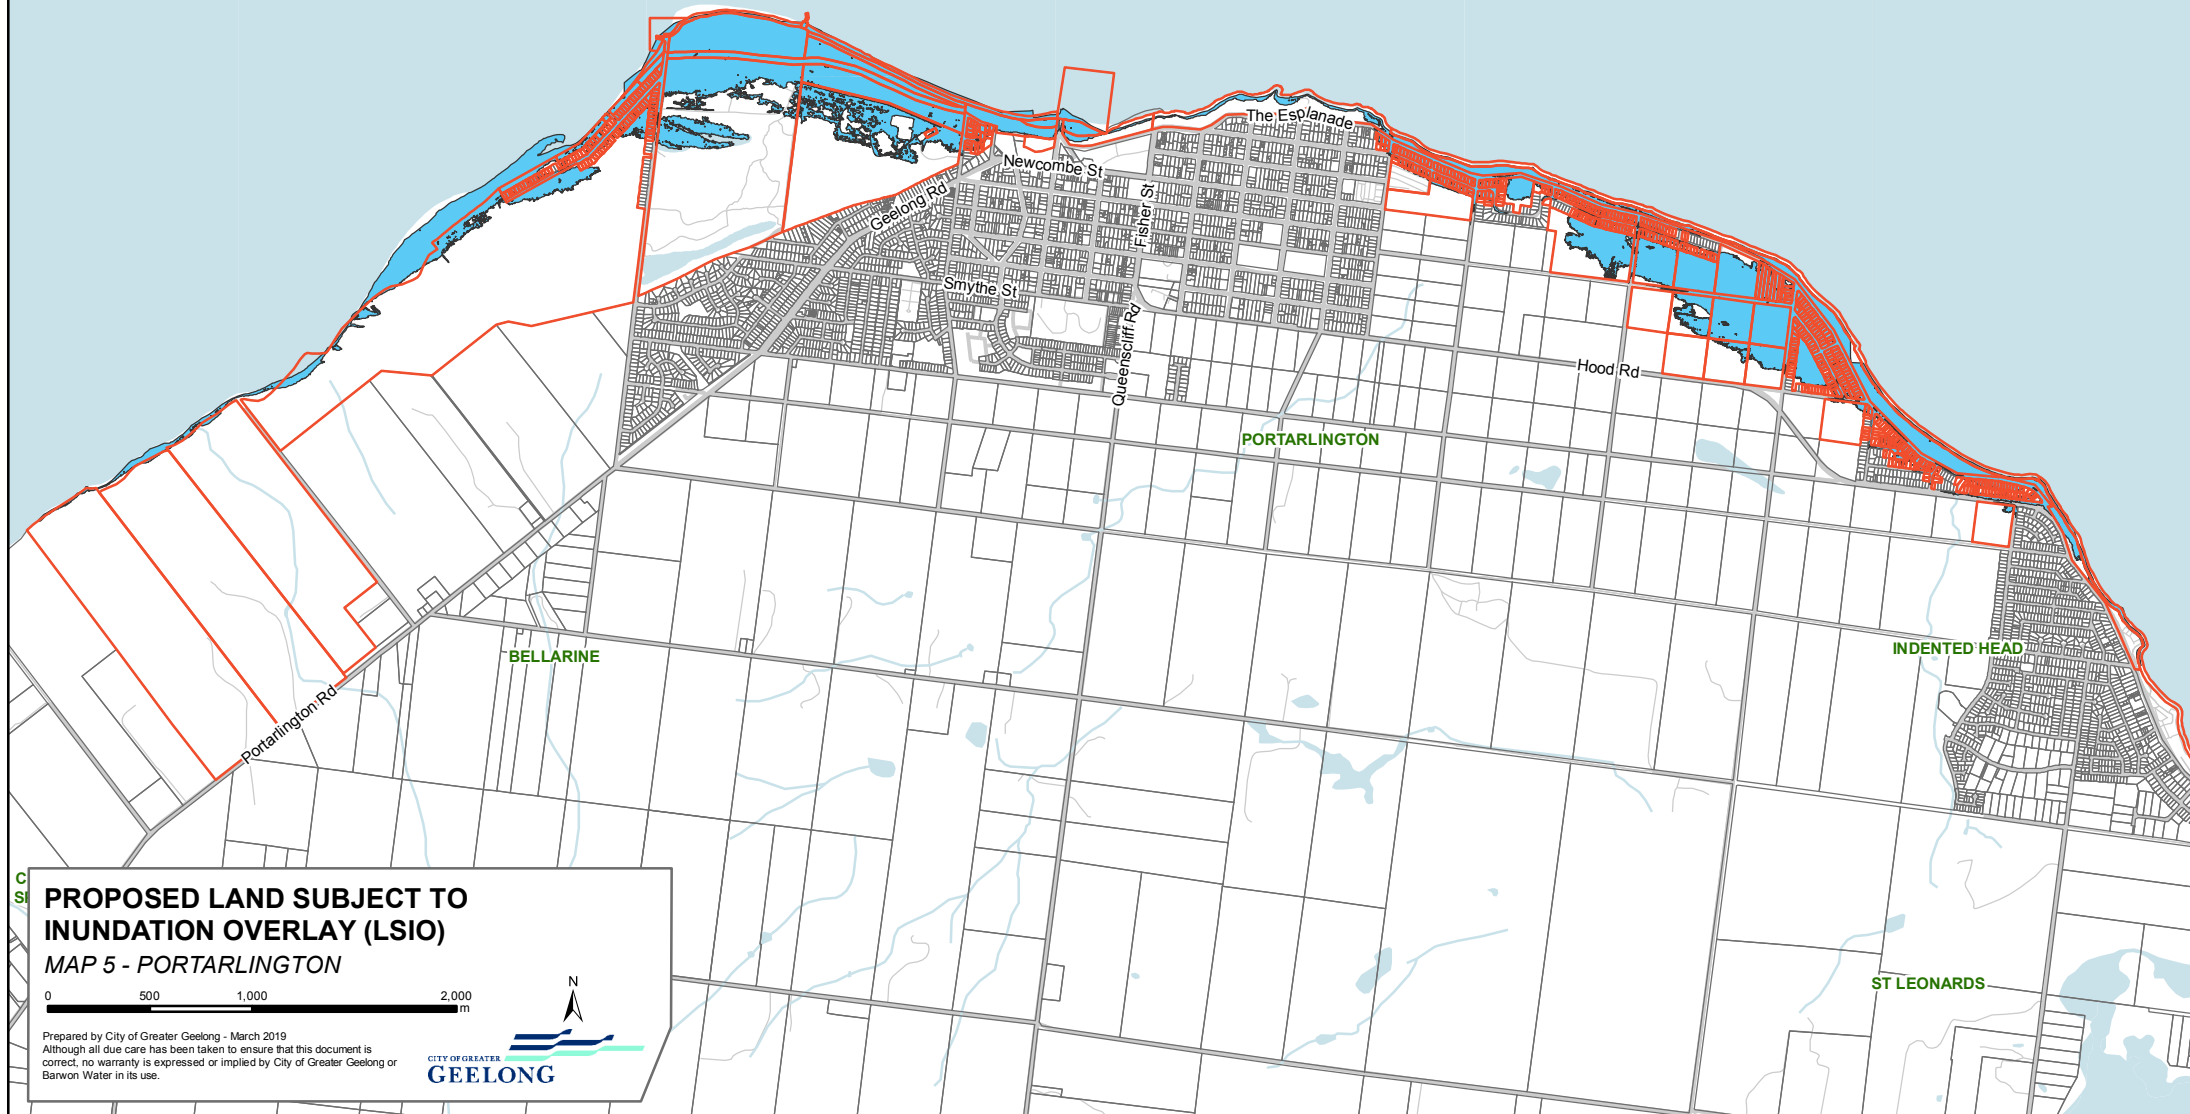 The Esplanade
Newcombe St
Geelong Rd
Fisher St
Smythe St
Queenscliff Rd
Hood Rd
PORTARLINGTON
BELLARINE
INDENTED HEAD
Portarlington Rd
ST LEONARDS
C
S
PROPOSED LAND SUBJECT TO
INUNDATION OVERLAY (LSIO)
MAP 5 - PORTARLINGTON
N
0 500 1,000 2,000
m
Prepared by City of Greater Geelong - March 2019
Although all due care has been taken to ensure that this document is
correct, no warranty is expressed or implied by City of Greater Geelong or
Barwon Water in its use.
CITY OF GREATER
GEELONG